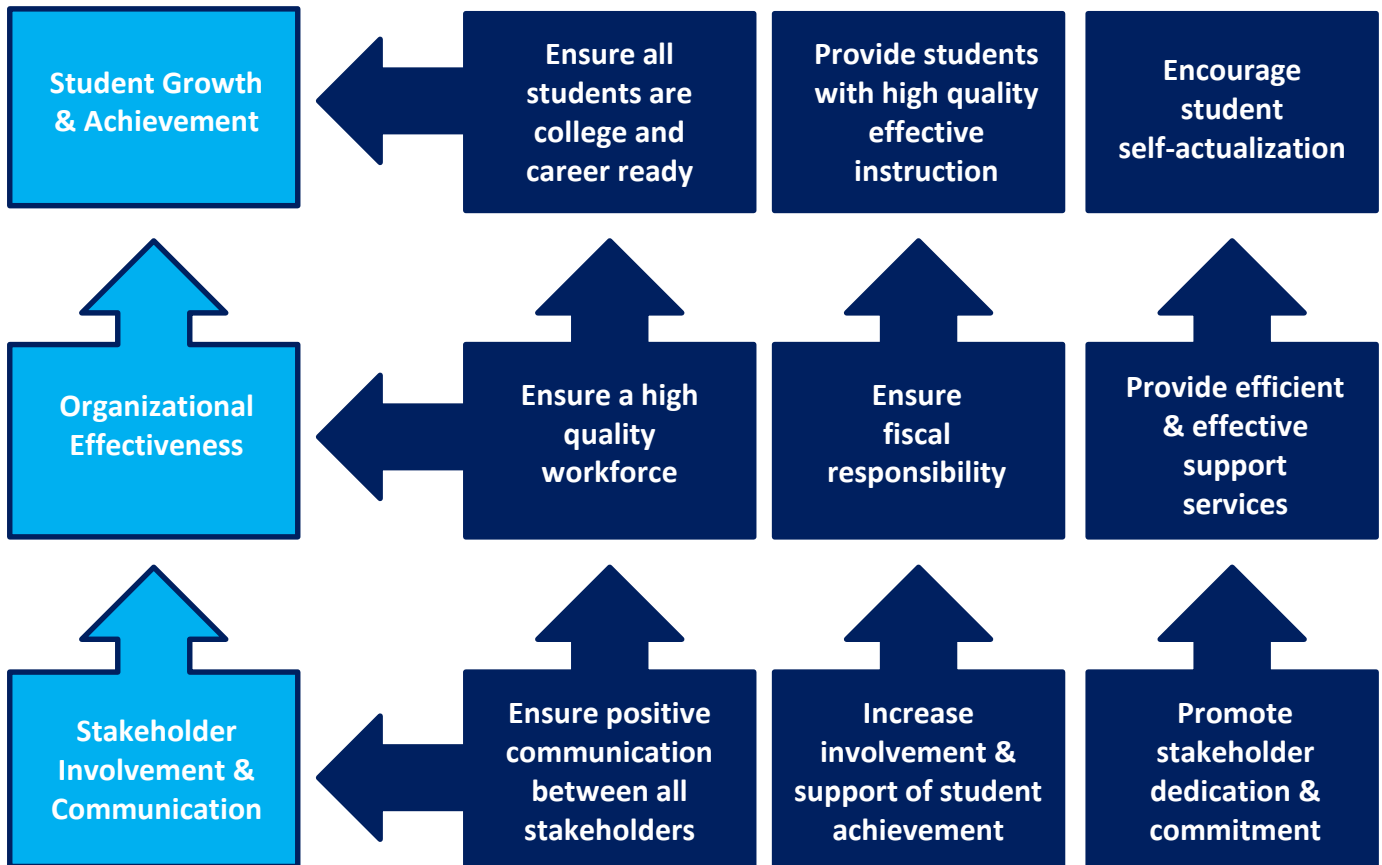 Student Growth
& Achievement
Ensure all
students are
college and
career ready
Provide students
with high quality
effective
instruction
Encourage
student
self-actualization
Organizational
Effectiveness
Ensure a high
quality
workforce
Ensure
fiscal
responsibility
Provide efficient
& effective
support
services
Stakeholder
Involvement &
Communication
Ensure positive
communication
between all
stakeholders
Increase
involvement &
support of student
achievement
Promote
stakeholder
dedication &
commitment